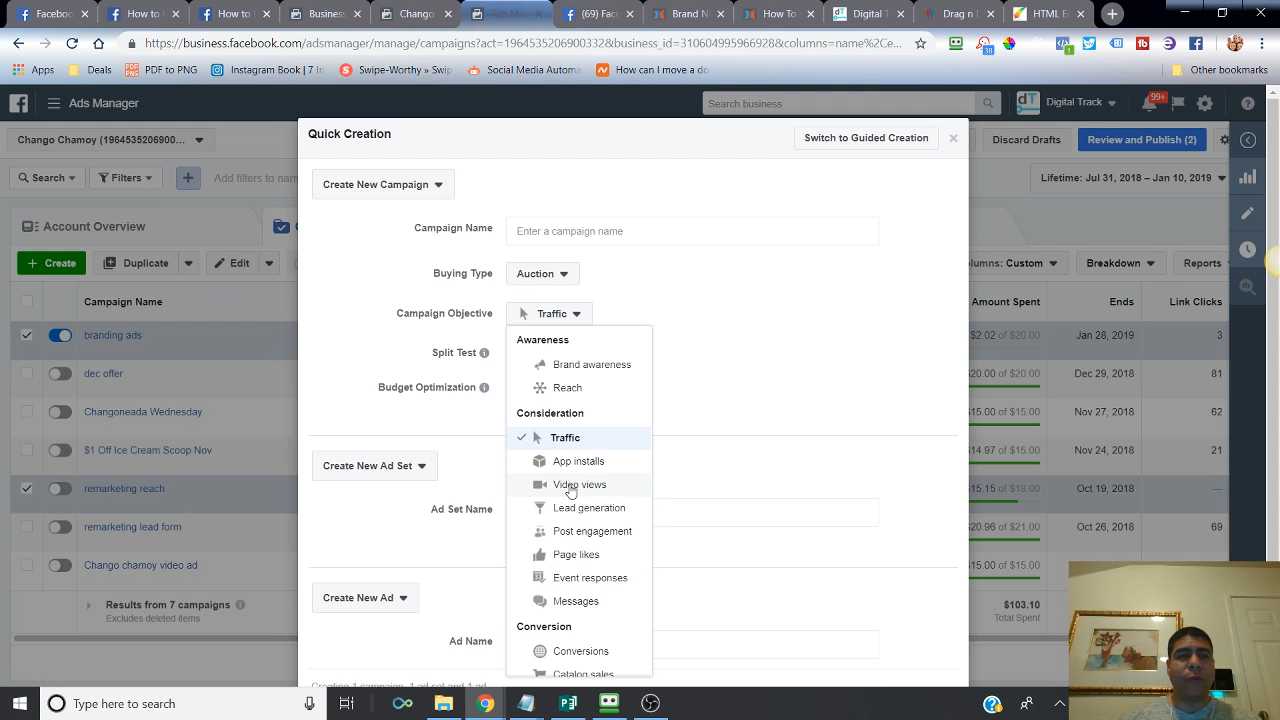 Facebook
How to
How to
Business
Chango
Ads Ma
(69) Fac
Brand N
How To
Digital T
Drag n
HTML E
https://business.facebook.com/adsmanager/manage/campaigns?act=1964535206900332&business_id=310604995966928&columns=name%2C
Apps
Deals
PDF to PNG
Instagram Book | 7 In
Swipe-Worthy » Swip
Social Media Automa
How can I move a do
Other bookmarks
Ads Manager
Search business
Digital Track
99+
Chango Chamoy (1964535206900...
Discard Drafts
Review and Publish (2)
Search
Filters
Add filters to narr
Lifetime: Jul 31, 2018 – Jan 10, 2019
Quick Creation
Switch to Guided Creation
Create New Campaign
Campaign Name
Enter a campaign name
Buying Type
Auction
Campaign Objective
Traffic
Split Test
Budget Optimization
Awareness
Brand awareness
Reach
Consideration
Traffic
App installs
Video views
Lead generation
Post engagement
Page likes
Event responses
Messages
Conversion
Conversions
Catalog sales
Create New Ad Set
Ad Set Name
Create New Ad
Ad Name
Creating 1 campaign, 1 ad set and 1 ad
Account Overview
+ Create
Duplicate
Edit
Columns: Custom
Breakdown
Reports
Campaign Name
Amount Spent
Ends
Link Clicks
branding ads
$2.02 of $20.00
Jan 28, 2019
3
dec offer
$20.00 of $20.00
Dec 29, 2018
81
Changoneada Wednesday
$15.00 of $15.00
Nov 27, 2018
62
$1 Off Ice Cream Scoop Nov
$15.00 of $15.00
Nov 24, 2018
21
remarketing reach
$15.15 of $18.00
Oct 19, 2018
—
remarketing lead form
$20.96 of $21.00
Oct 26, 2018
69
Chango chamoy video ad
$15.00 of $15.00
Results from 7 campaigns
Excludes deleted items
$103.10
Total Spent
Type here to search